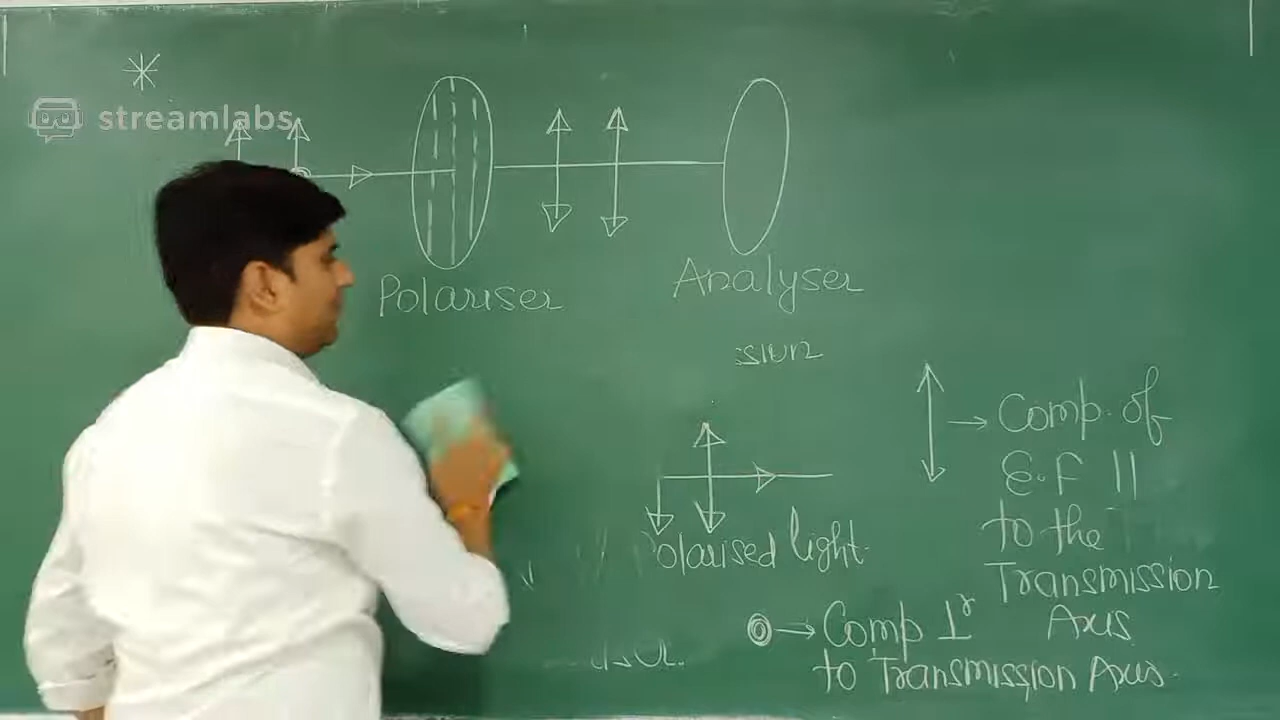 streamlabs
Polariser
Analyser
Comp. of
E.F ||
to the
Transmission
Axis
Polarised light.
Comp ⊥r
to Transmission Axis.